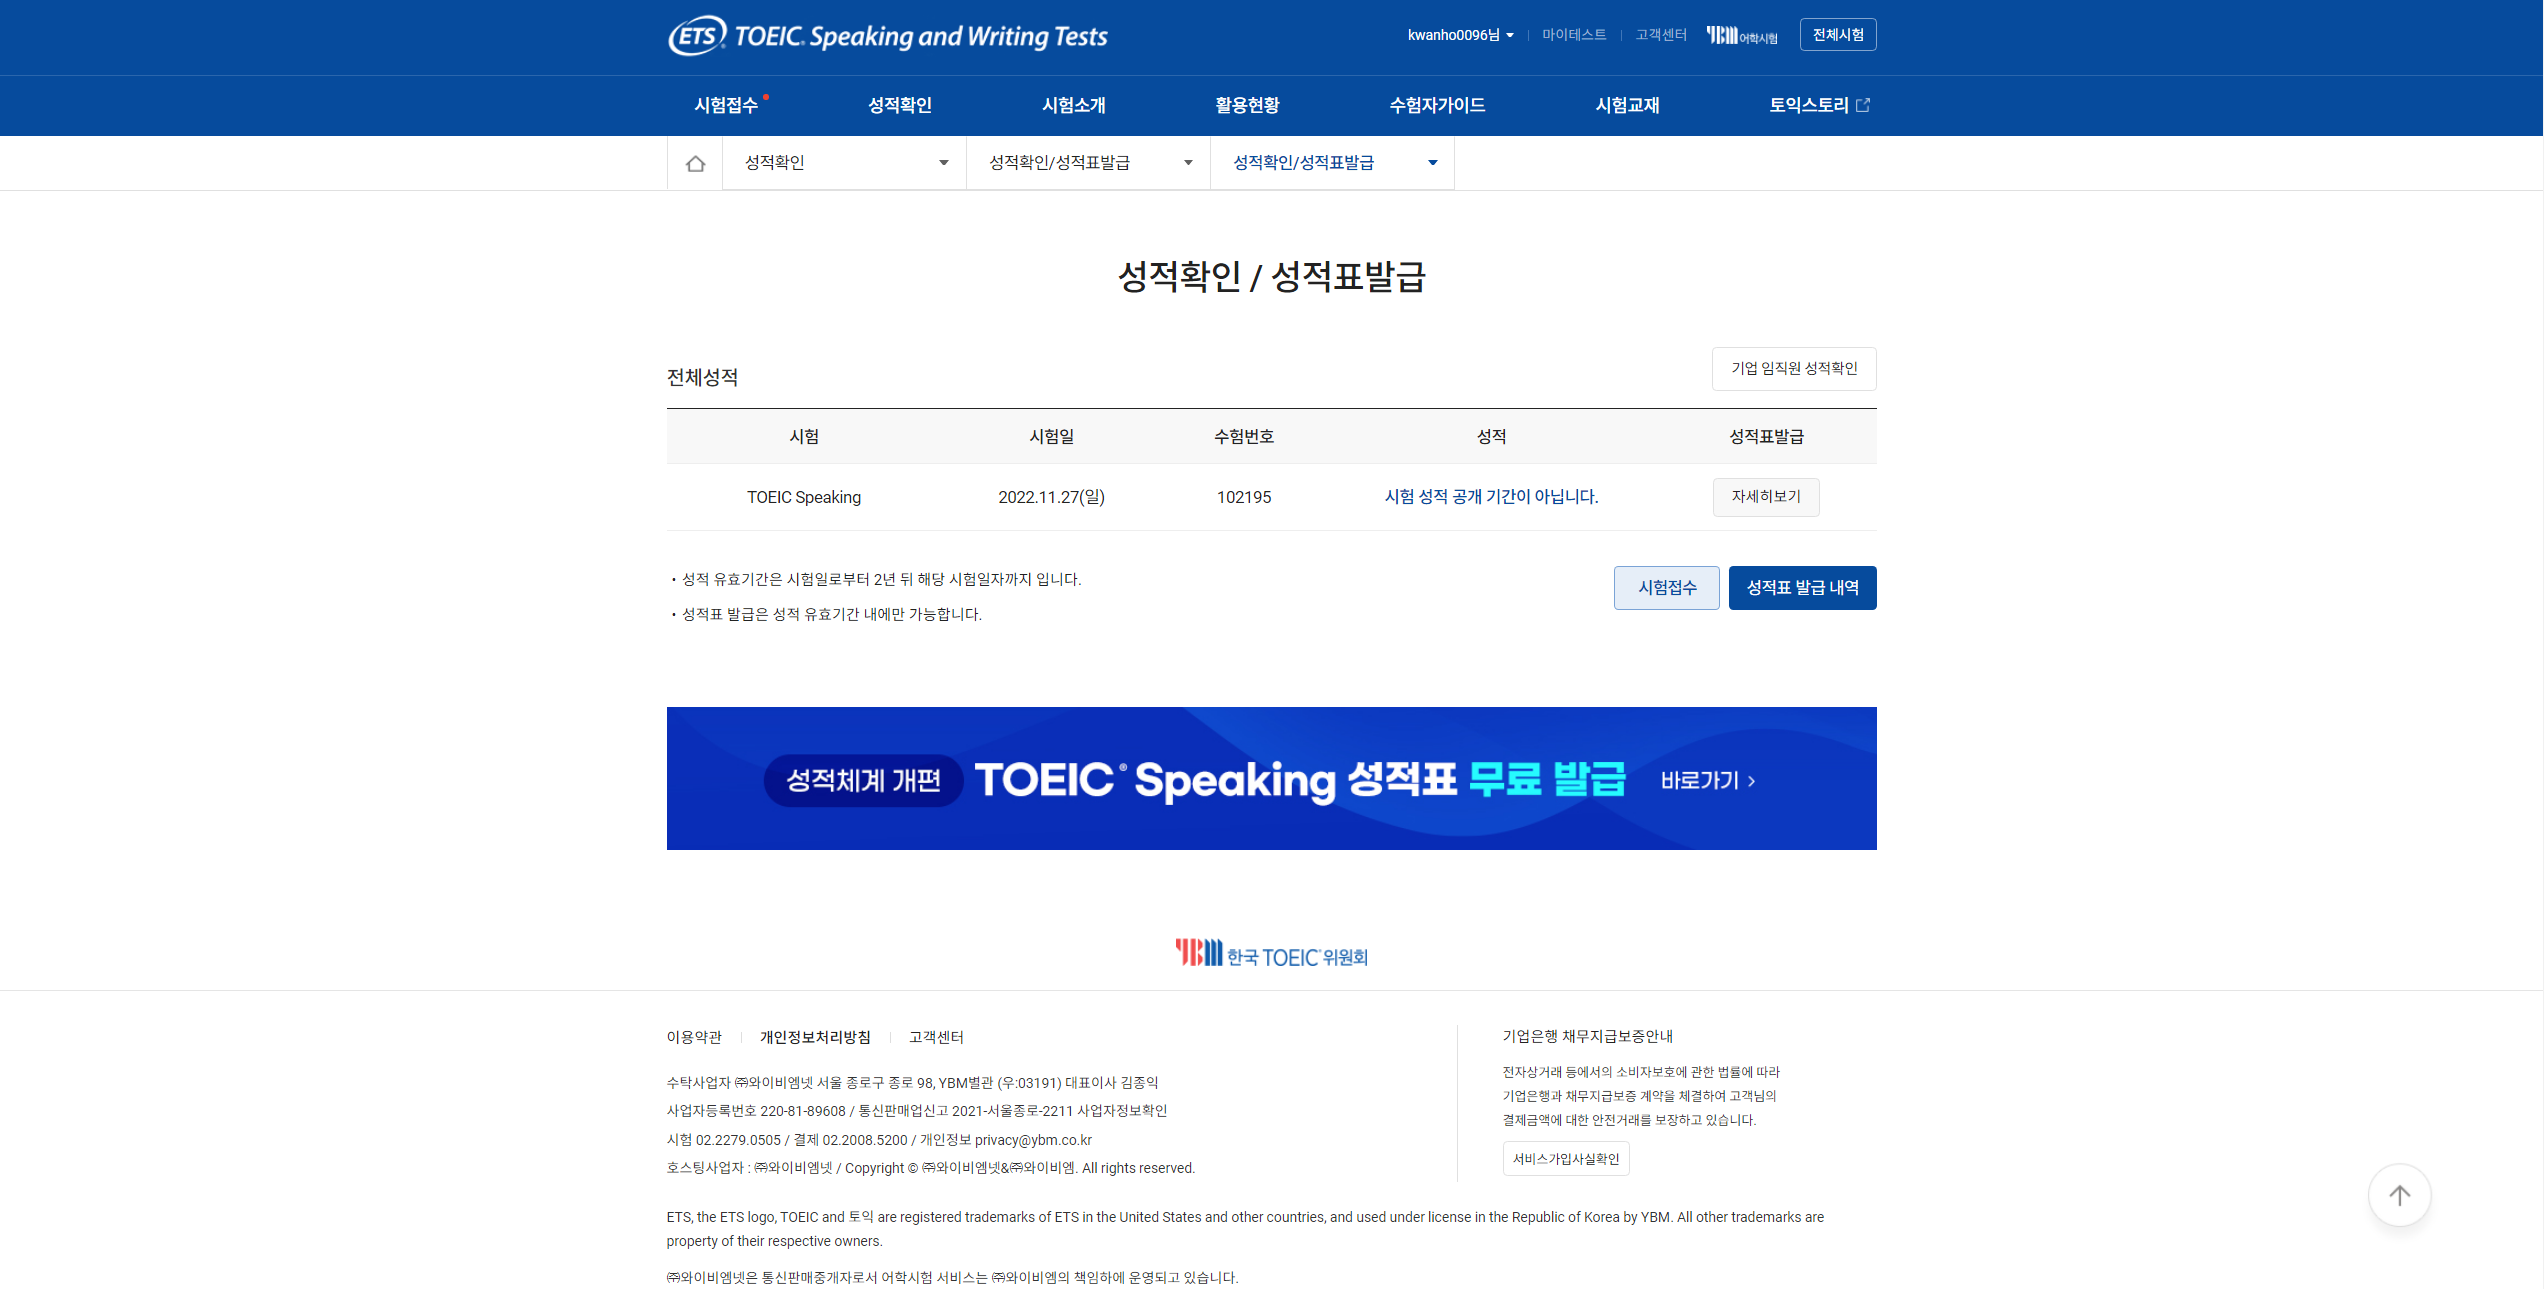 ETS TOEIC Speaking and Writing Tests
kwanho0096님 마이테스트 고객센터 YBM 어학시험 전체시험
시험접수 성적확인 시험소개 활용현황 수험자가이드 시험교재 토익스토리
성적확인 성적확인/성적표발급 성적확인/성적표발급
성적확인 / 성적표발급
전체성적 기업 임직원 성적확인
시험 시험일 수험번호 성적 성적표발급
TOEIC Speaking 2022.11.27(일) 102195 시험 성적 공개 기간이 아닙니다. 자세히보기
· 성적 유효기간은 시험일로부터 2년 뒤 해당 시험일자까지 입니다.
· 성적표 발급은 성적 유효기간 내에만 가능합니다.
시험접수 성적표 발급 내역
성적체계 개편 TOEIC® Speaking 성적표 무료 발급 바로가기 >
YBM 한국 TOEIC 위원회
이용약관 개인정보처리방침 고객센터
수탁사업자 ㈜와이비엠넷 서울 종로구 종로 98, YBM별관 (우:03191) 대표이사 김종익
사업자등록번호 220-81-89608 / 통신판매업신고 2021-서울종로-2211 사업자정보확인
시험 02.2279.0505 / 결제 02.2008.5200 / 개인정보 privacy@ybm.co.kr
호스팅사업자 : ㈜와이비엠넷 / Copyright © ㈜와이비엠넷&㈜와이비엠. All rights reserved.
기업은행 채무지급보증안내
전자상거래 등에서의 소비자보호에 관한 법률에 따라
기업은행과 채무지급보증 계약을 체결하여 고객님의
결제금액에 대한 안전거래를 보장하고 있습니다.
서비스가입사실확인
ETS, the ETS logo, TOEIC and 토익 are registered trademarks of ETS in the United States and other countries, and used under license in the Republic of Korea by YBM. All other trademarks are
property of their respective owners.
㈜와이비엠넷은 통신판매중개자로서 어학시험 서비스는 ㈜와이비엠의 책임하에 운영되고 있습니다.